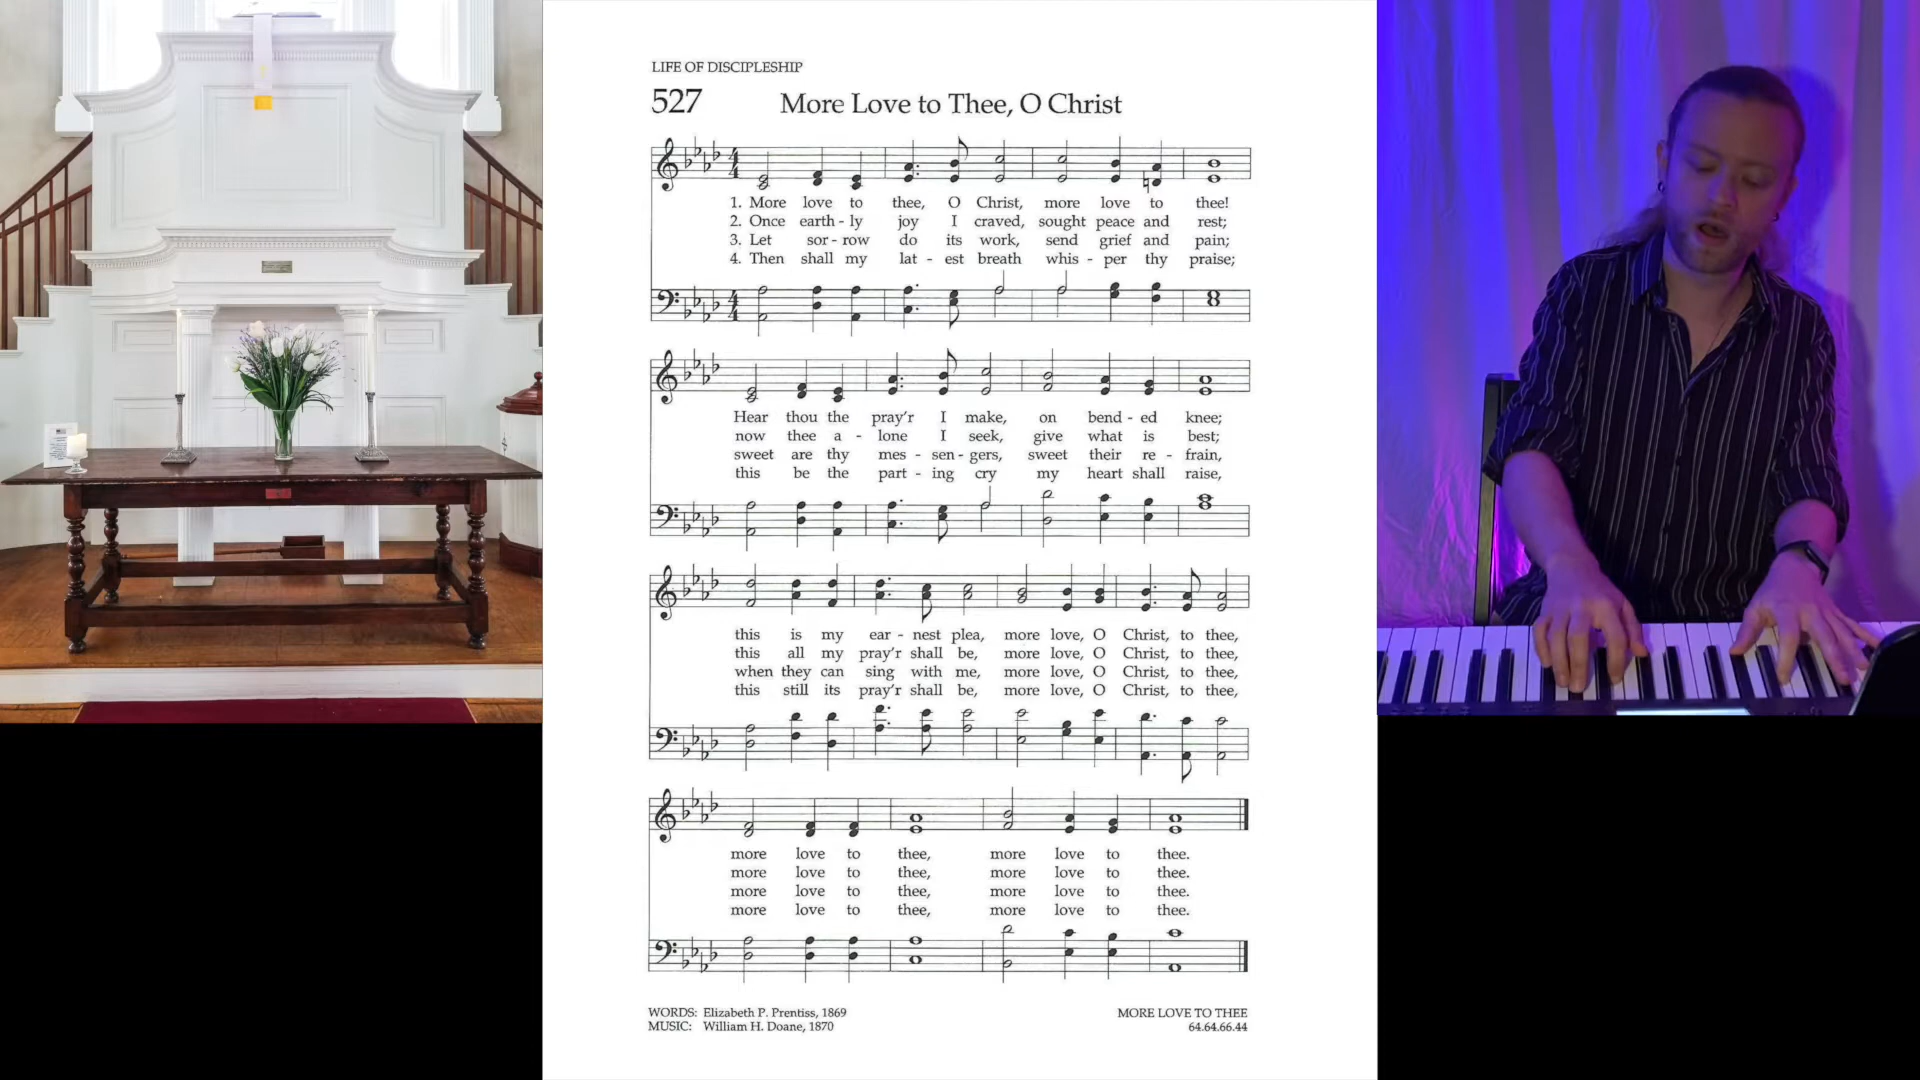 LIFE OF DISCIPLESHIP
527 More Love to Thee, O Christ
1. More love to thee, O Christ, more love to thee!
2. Once earth - ly joy I craved, sought peace and rest;
3. Let sor - row do its work, send grief and pain;
4. Then shall my lat - est breath whis - per thy praise;
Hear thou the pray'r I make, on bend - ed knee;
now thee a - lone I seek, give what is best;
sweet are thy mes - sen - gers, sweet their re - frain,
this be the part - ing cry my heart shall raise,
this is my ear - nest plea, more love, O Christ, to thee,
this all my pray'r shall be, more love, O Christ, to thee,
when they can sing with me, more love, O Christ, to thee,
this still its pray'r shall be, more love, O Christ, to thee,
more love to thee, more love to thee.
more love to thee, more love to thee.
more love to thee, more love to thee.
more love to thee, more love to thee.
WORDS: Elizabeth P. Prentiss, 1869
MUSIC: William H. Doane, 1870
MORE LOVE TO THEE
64.64.66.44